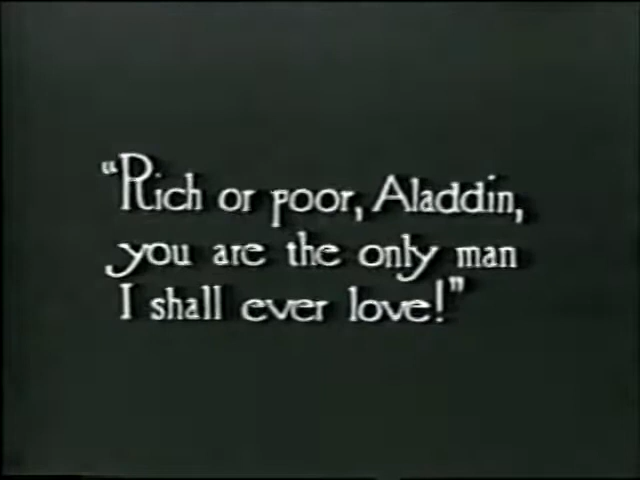 “Rich or poor, Aladdin,
you are the only man
I shall ever love!”